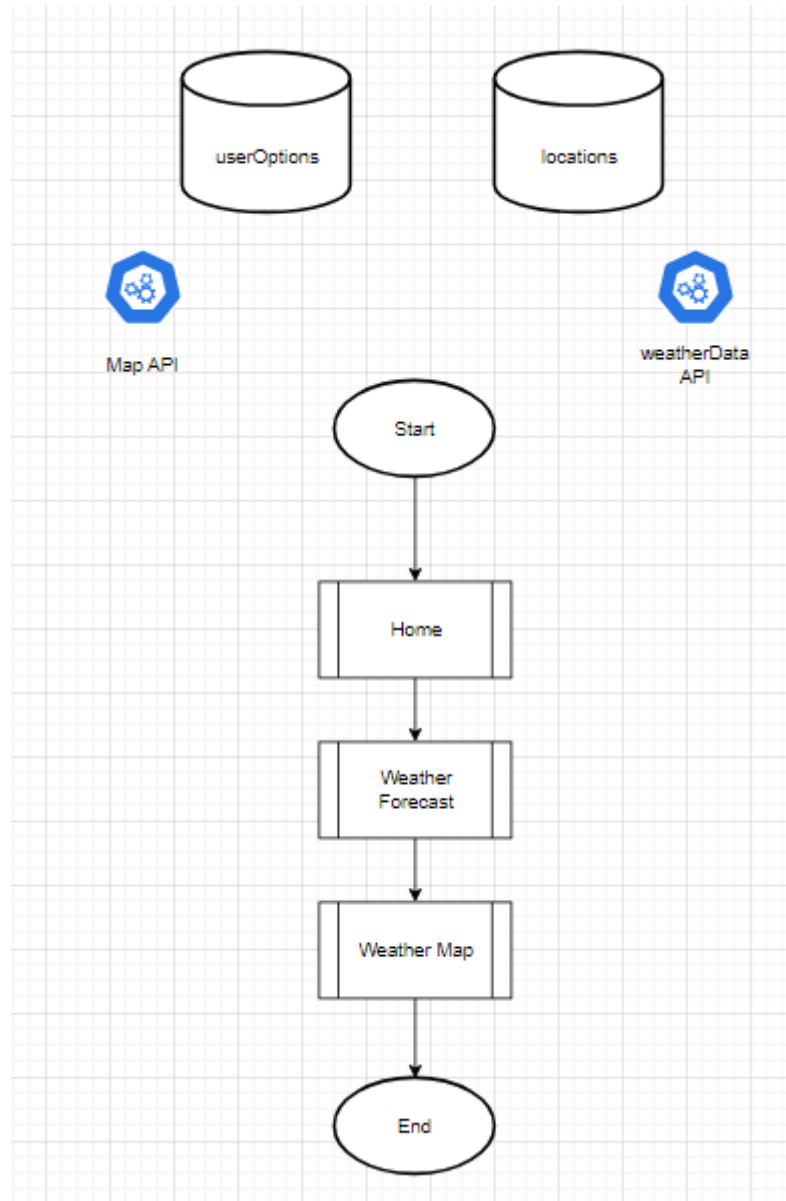 userOptions
locations
Map API
weatherData
API
Start
Home
Weather
Forecast
Weather Map
End